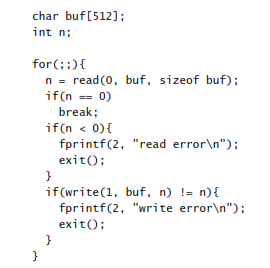 char buf[512];
int n;

for(;;){
  n = read(0, buf, sizeof buf);
  if(n == 0)
    break;
  if(n < 0){
    fprintf(2, "read error\n");
    exit();
  }
  if(write(1, buf, n) != n){
    fprintf(2, "write error\n");
    exit();
  }
}